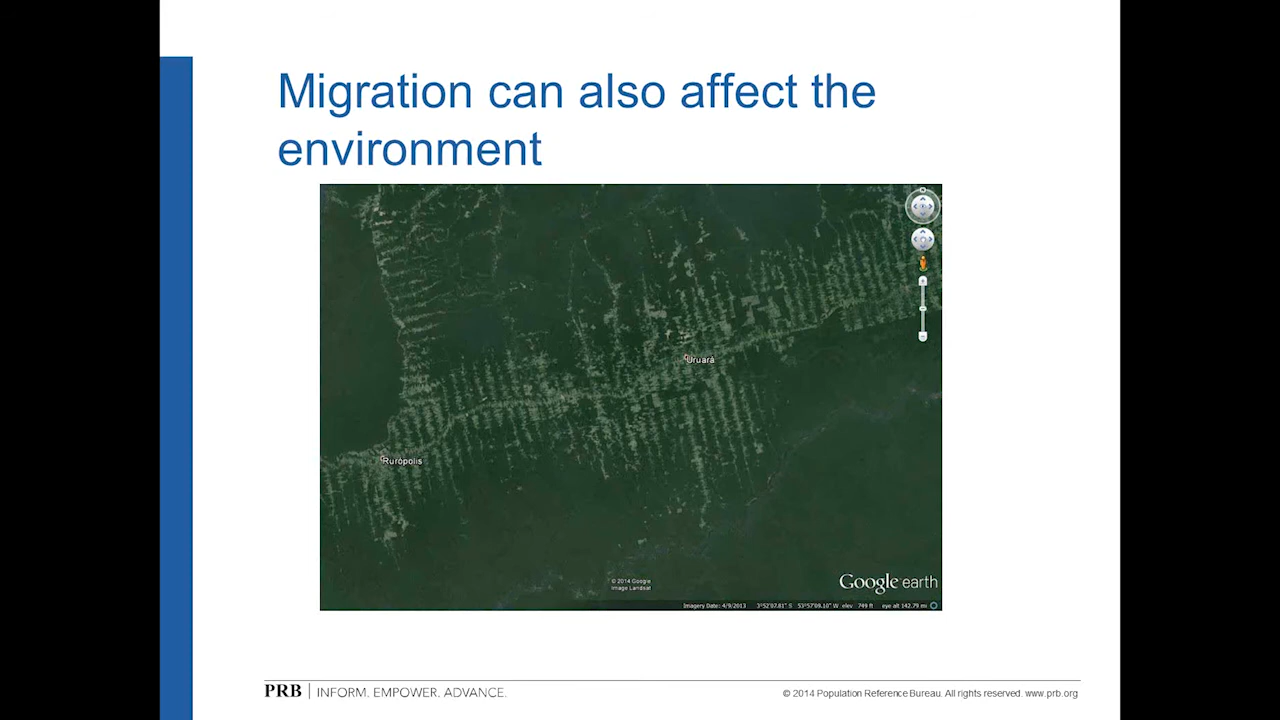 Migration can also affect the
environment
Uruará
Rurópolis
© 2014 Google
Image Landsat
Google earth
Imagery Date: 4/9/2013 3°52'07.81" S 53°57'09.10" W elev 749 ft eye alt 142.79 mi
PRB | INFORM. EMPOWER. ADVANCE.
© 2014 Population Reference Bureau. All rights reserved. www.prb.org